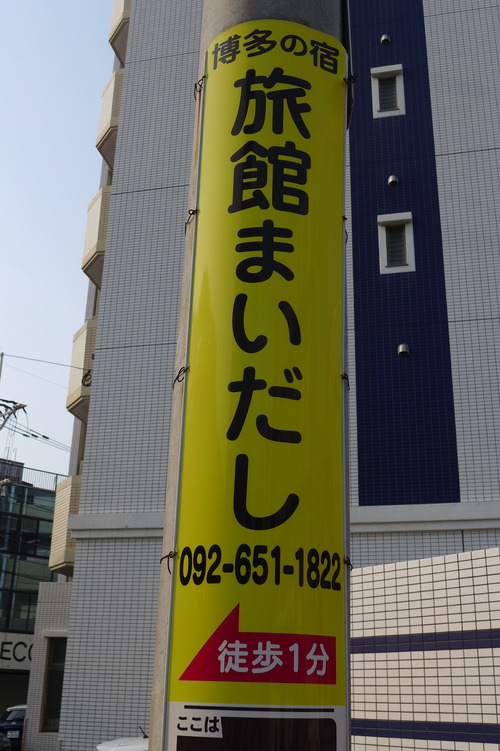 博多の宿
旅館まいだし
092-651-1822
徒歩1分
ここは
ECO